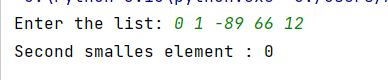 Enter the list: 0 1 -89 66 12
Second smalles element : 0